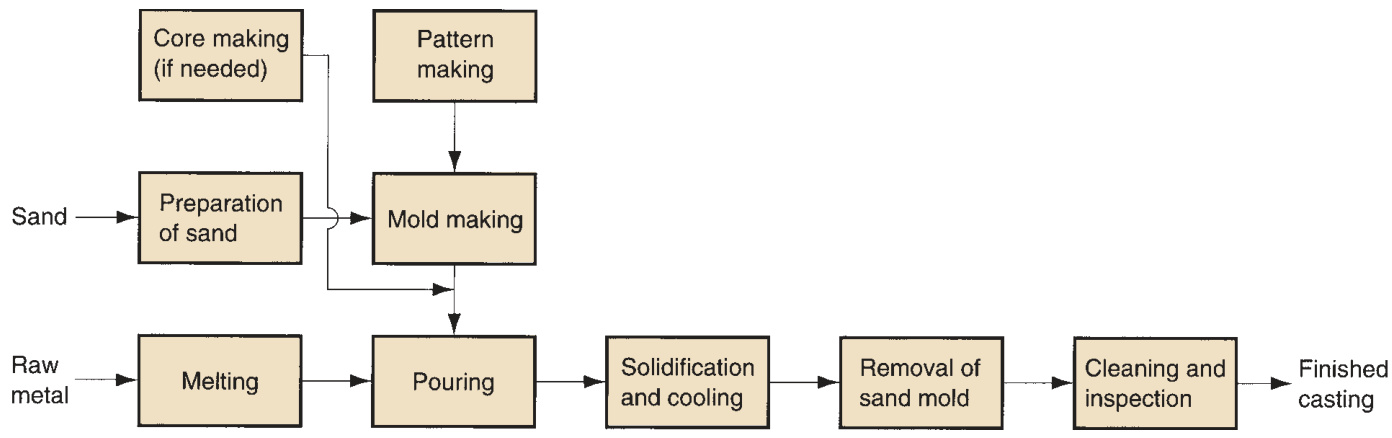 Core making
(if needed)
Pattern
making
Sand
Preparation
of sand
Mold making
Raw
metal
Melting
Pouring
Solidification
and cooling
Removal of
sand mold
Cleaning and
inspection
Finished
casting